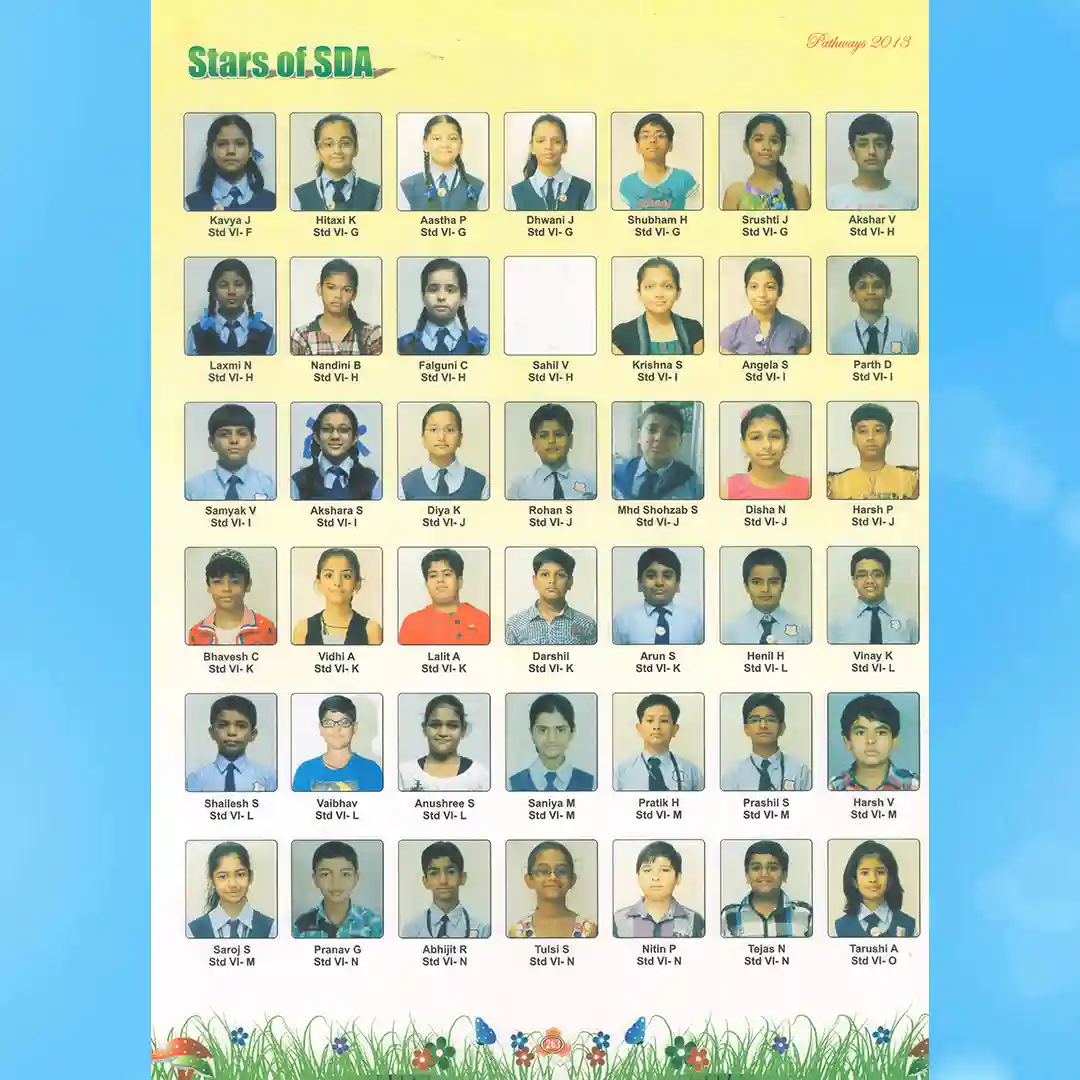 Pathways 2013
Stars of SDA
Kavya J Hitaxi K Aastha P Dhwani J Shubham H Srushti J Akshar V
Std VI- F Std VI- G Std VI- G Std VI- G Std VI- G Std VI- G Std VI- H
Laxmi N Nandini B Falguni C Sahil V Krishna S Angela S Parth D
Std VI- H Std VI- H Std VI- H Std VI- H Std VI- I Std VI- I Std VI- I
Samyak V Akshara S Diya K Rohan S Mhd Shohzab S Disha N Harsh P
Std VI- I Std VI- I Std VI- J Std VI- J Std VI- J Std VI- J Std VI- J
Bhavesh C Vidhi A Lalit A Darshil Arun S Henil H Vinay K
Std VI- K Std VI- K Std VI- K Std VI- K Std VI- K Std VI- L Std VI- L
Shailesh S Vaibhav Anushree S Saniya M Pratik H Prashil S Harsh V
Std VI- L Std VI- L Std VI- L Std VI- M Std VI- M Std VI- M Std VI- M
Saroj S Pranav G Abhijit R Tulsi S Nitin P Tejas N Tarushi A
Std VI- M Std VI- N Std VI- N Std VI- N Std VI- N Std VI- N Std VI- O
263